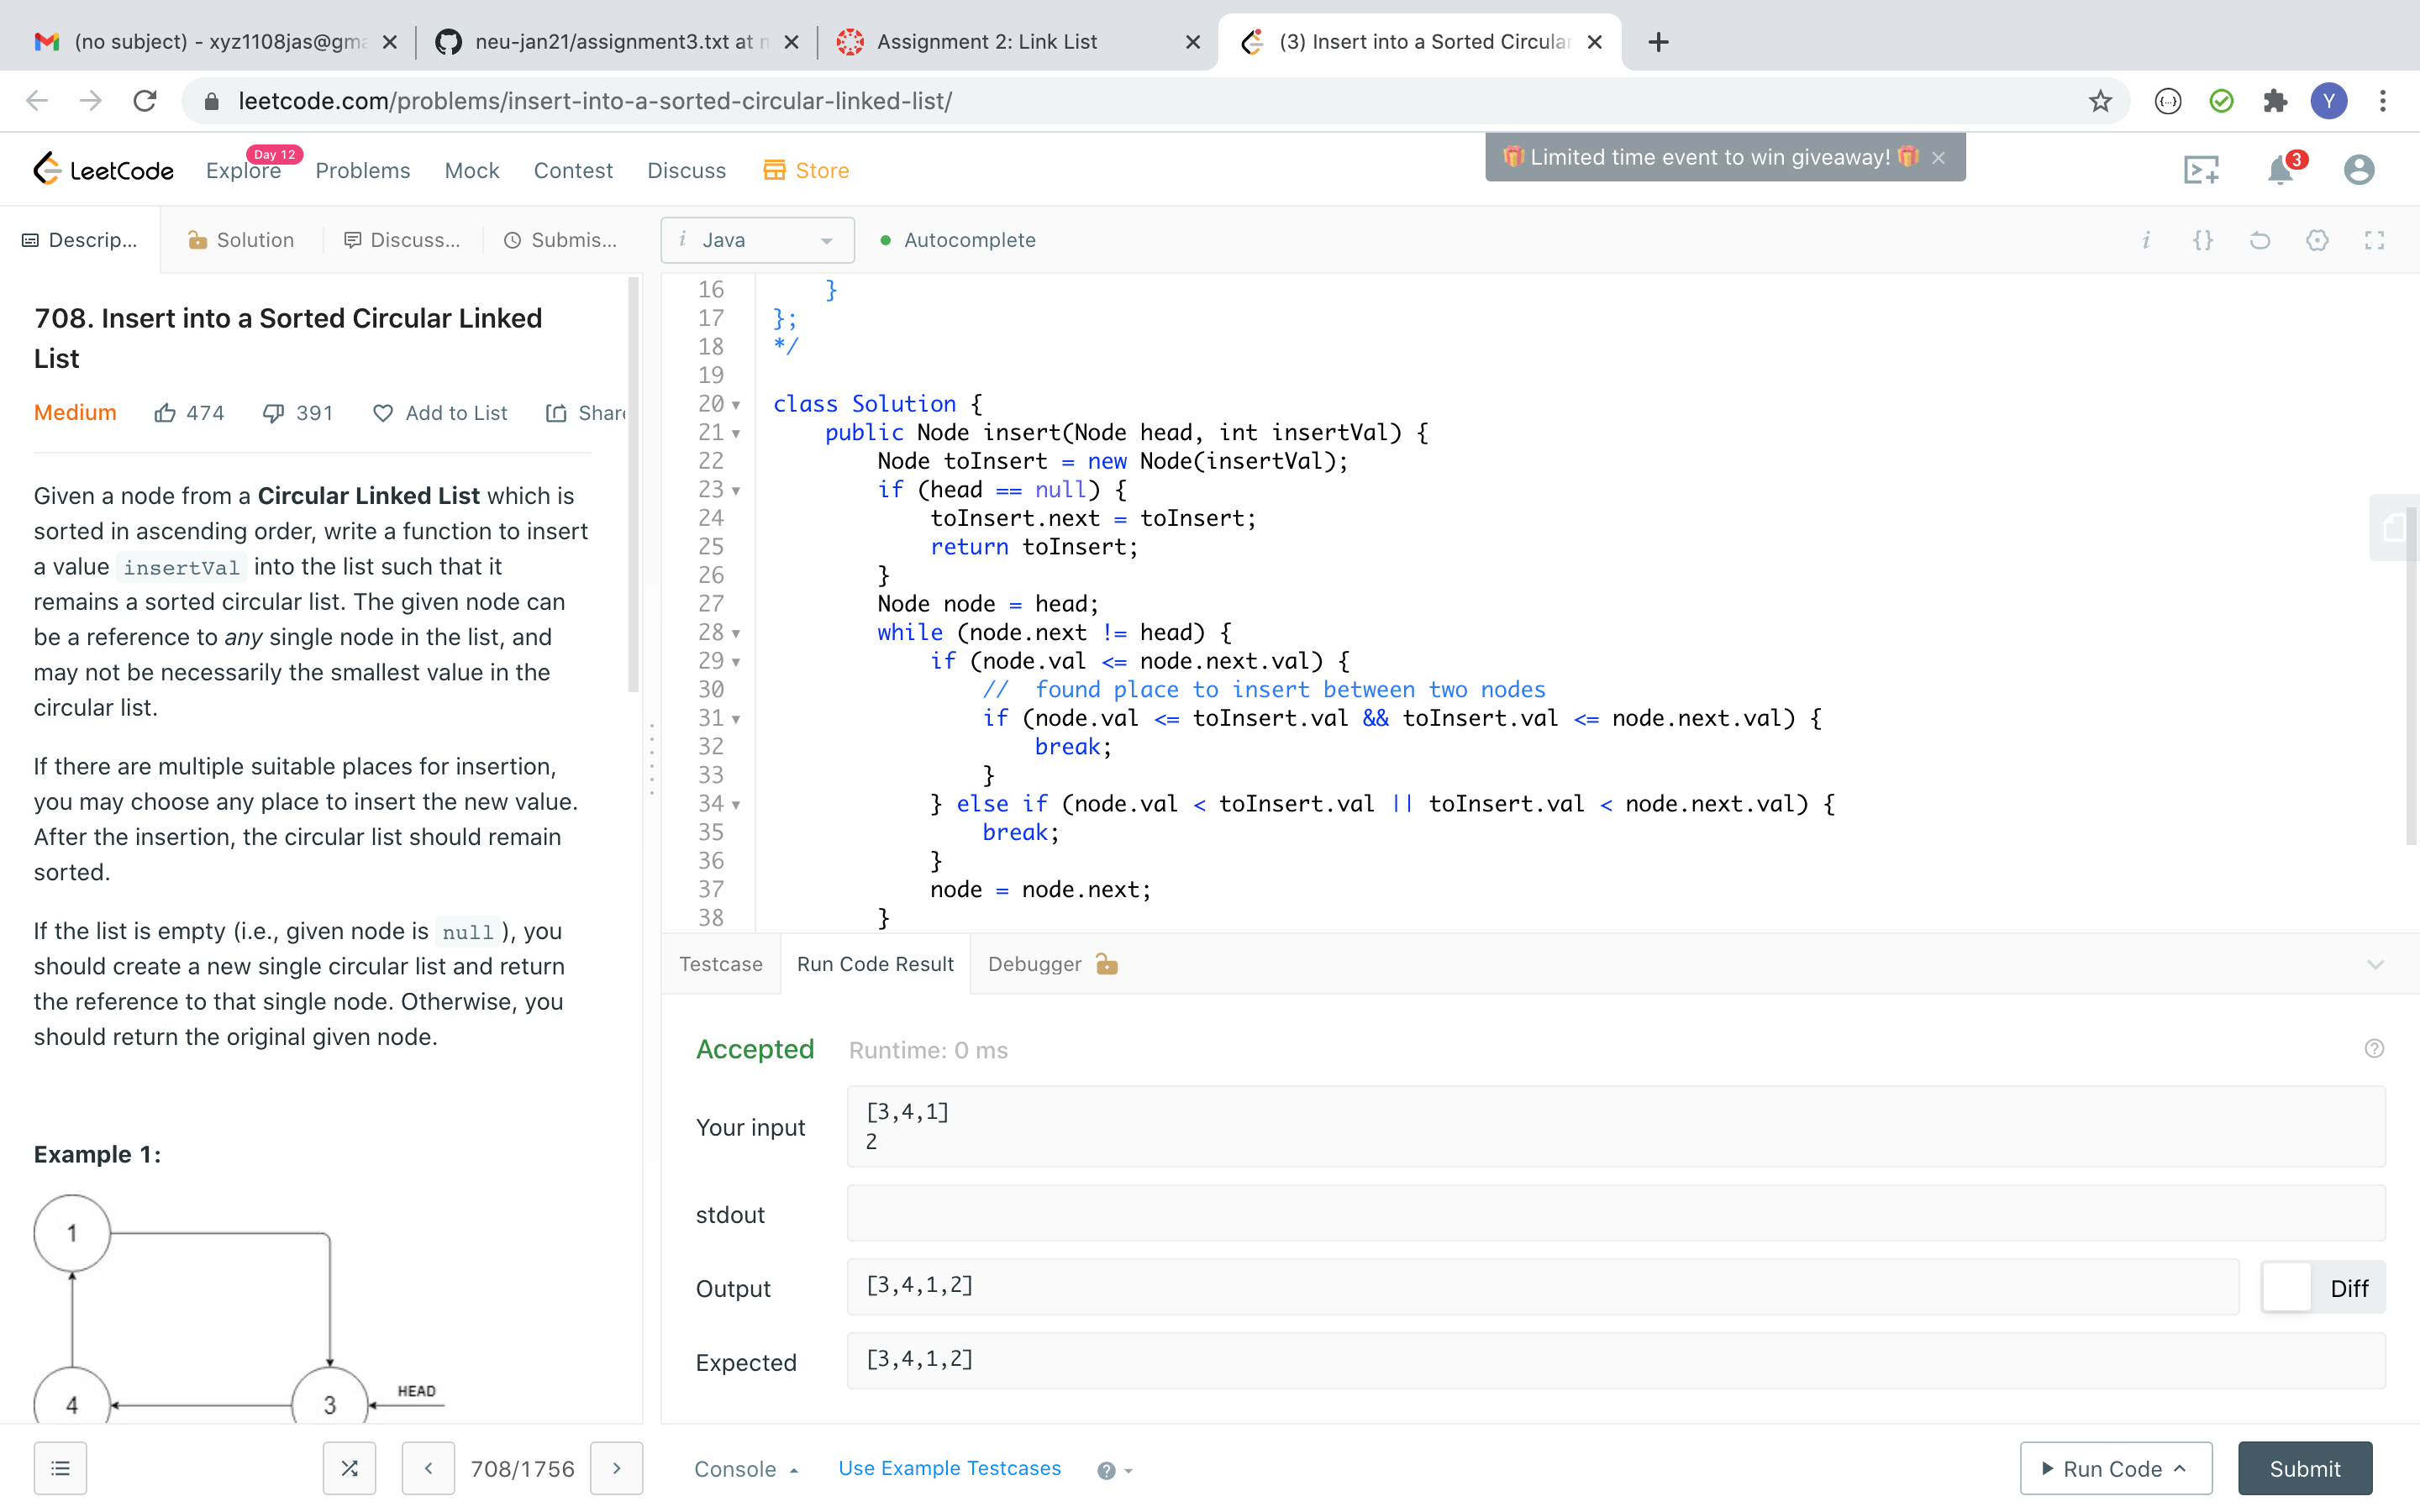 (no subject) - xyz1108jas@gma
neu-jan21/assignment3.txt at n
Assignment 2: Link List
(3) Insert into a Sorted Circular
leetcode.com/problems/insert-into-a-sorted-circular-linked-list/
Y
LeetCode
Explore
Day 12
Problems
Mock
Contest
Discuss
Store
Limited time event to win giveaway!
3
Descrip...
Solution
Discuss...
Submis...
i Java
Autocomplete
i {}
708. Insert into a Sorted Circular Linked
List
Medium 474 391 Add to List Share
Given a node from a Circular Linked List which is
sorted in ascending order, write a function to insert
a value insertVal into the list such that it
remains a sorted circular list. The given node can
be a reference to any single node in the list, and
may not be necessarily the smallest value in the
circular list.
If there are multiple suitable places for insertion,
you may choose any place to insert the new value.
After the insertion, the circular list should remain
sorted.
If the list is empty (i.e., given node is null), you
should create a new single circular list and return
the reference to that single node. Otherwise, you
should return the original given node.
Example 1:
1
4
3
HEAD
708/1756
16 }
17 };
18 */
19
20 class Solution {
21 public Node insert(Node head, int insertVal) {
22 Node toInsert = new Node(insertVal);
23 if (head == null) {
24 toInsert.next = toInsert;
25 return toInsert;
26 }
27 Node node = head;
28 while (node.next != head) {
29 if (node.val <= node.next.val) {
30 // found place to insert between two nodes
31 if (node.val <= toInsert.val && toInsert.val <= node.next.val) {
32 break;
33 }
34 } else if (node.val < toInsert.val || toInsert.val < node.next.val) {
35 break;
36 }
37 node = node.next;
38 }
Testcase
Run Code Result
Debugger
Accepted Runtime: 0 ms
Your input
[3,4,1]
2
stdout
Output
[3,4,1,2]
Diff
Expected
[3,4,1,2]
Console
Use Example Testcases
Run Code
Submit